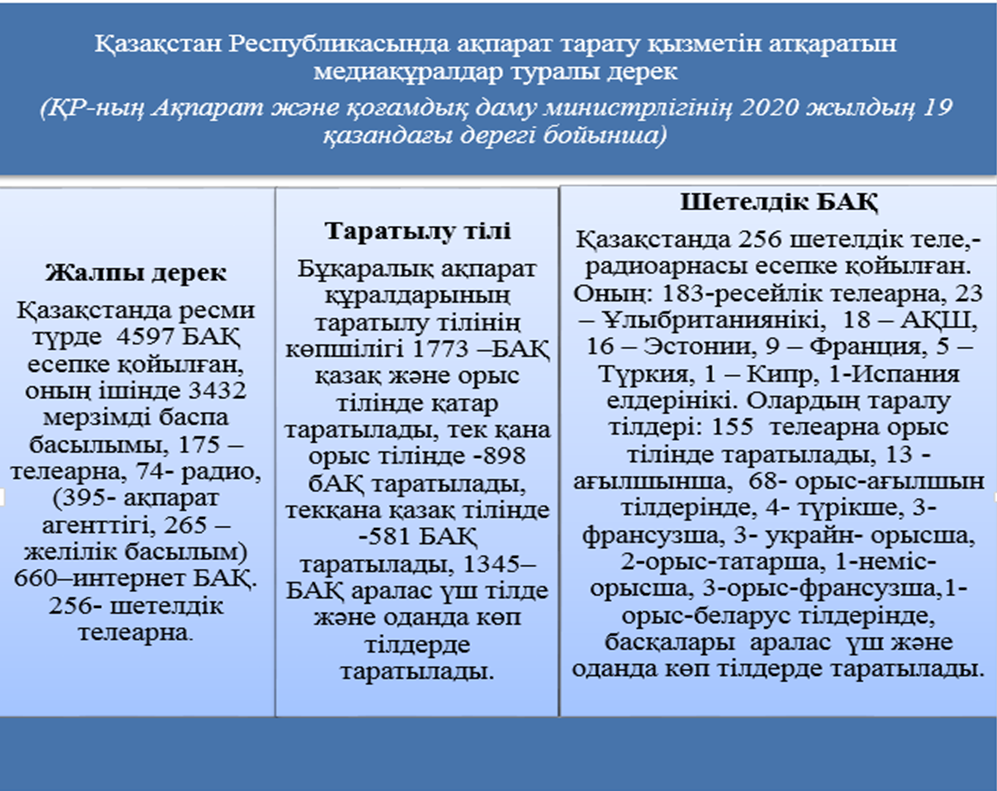 Қазақстан Республикасында ақпарат тарату қызметін атқаратын
медиақұралдар туралы дерек
(ҚР-ның Ақпарат және қоғамдық даму министрлігінің 2020 жылдың 19
қазандағы дерегі бойынша)
Жалпы дерек
Қазақстанда ресми
түрде 4597 БАҚ
есепке қойылған,
оның ішінде 3432
мерзімді баспа
басылымы, 175 –
телеарна, 74- радио,
(395- ақпарат
агенттігі, 265 –
желілік басылым)
660–интернет БАҚ.
256- шетелдік
телеарна.
Таратылу тілі
Бұқаралық ақпарат
құралдарының
таратылу тілінің
көпшілігі 1773 –БАҚ
қазақ және орыс
тілінде қатар
таратылады, тек қана
орыс тілінде -898
бАҚ таратылады,
текқана қазақ тілінде
-581 БАҚ
таратылады, 1345–
БАҚ аралас үш тілде
және оданда көп
тілдерде
таратылады.
Шетелдік БАҚ
Қазақстанда 256 шетелдік теле,-
радиоарнасы есепке қойылған.
Оның: 183-ресейлік телеарна, 23
– Ұлыбританиянікі, 18 – АҚШ,
16 – Эстонии, 9 – Франция, 5 –
Түркия, 1 – Кипр, 1-Испания
елдерінікі. Олардың таралу
тілдері: 155 телеарна орыс
тілінде таратылады, 13 -
ағылшынша, 68- орыс-ағылшын
тілдерінде, 4- түрікше, 3-
французша, 3- украйн- орысша,
2-орыс-татарша, 1-неміс-
орысша, 3-орыс-французша,1-
орыс-беларус тілдерінде,
басқалары аралас үш және
оданда көп тілдерде таратылады.